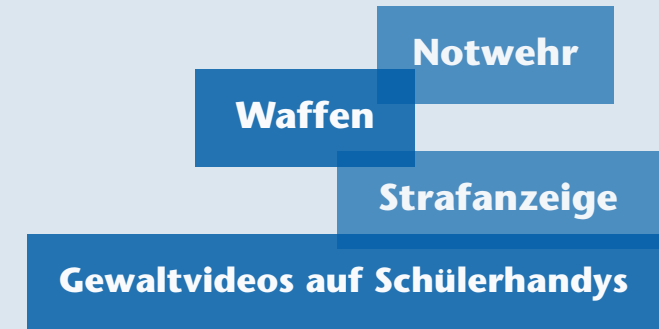 Notwehr
Waffen
Strafanzeige
Gewaltvideos auf Schülerhandys